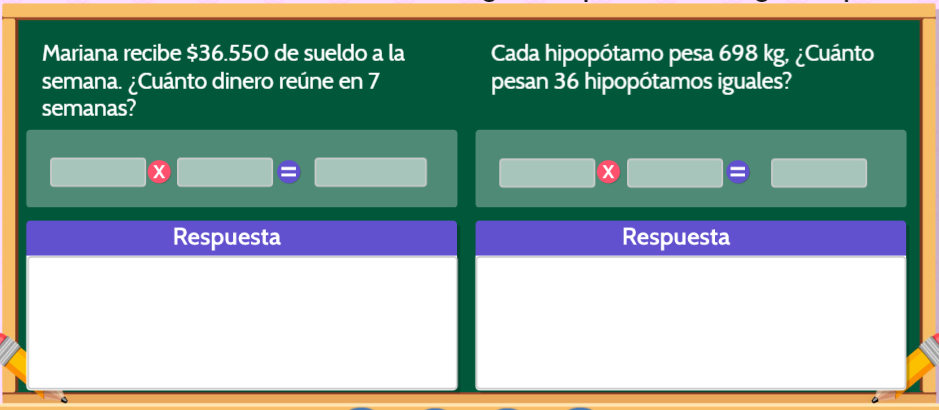 Mariana recibe $36.550 de sueldo a la
semana. ¿Cuánto dinero reúne en 7
semanas?
X =
Respuesta
Cada hipopótamo pesa 698 kg, ¿Cuánto
pesan 36 hipopótamos iguales?
X =
Respuesta